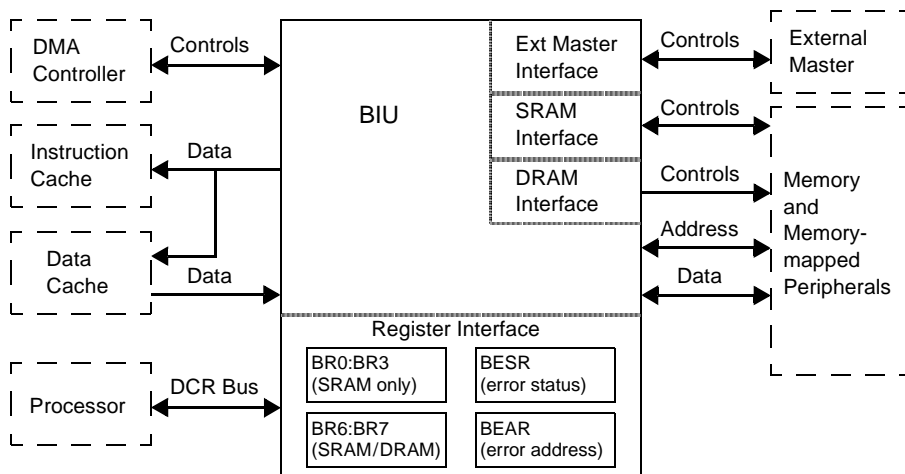 DMA
Controller
Controls
Instruction
Cache
Data
Data
Cache
Data
Processor
DCR Bus
BIU
Ext Master
Interface
SRAM
Interface
DRAM
Interface
Register Interface
BR0:BR3
(SRAM only)
BESR
(error status)
BR6:BR7
(SRAM/DRAM)
BEAR
(error address)
Controls
Controls
Controls
Address
Data
External
Master
Memory
and
Memory-
mapped
Peripherals